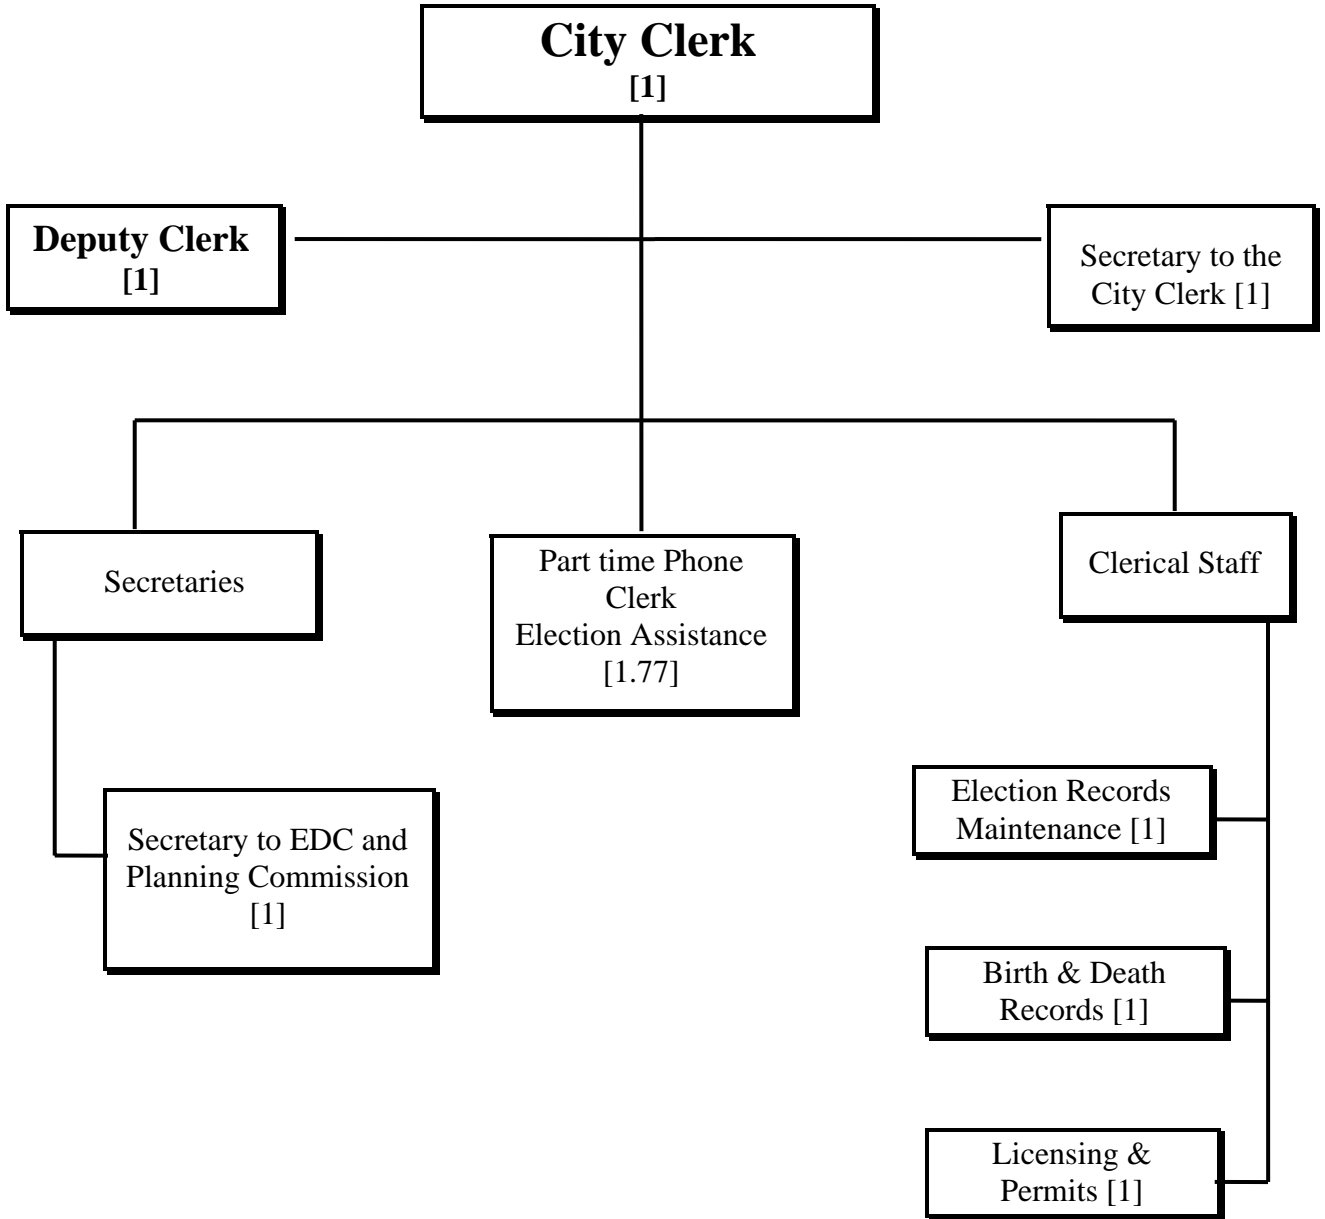 City Clerk
[1]
Deputy Clerk
[1]
Secretary to the
City Clerk [1]
Secretaries
Part time Phone
Clerk
Election Assistance
[1.77]
Clerical Staff
Secretary to EDC and
Planning Commission
[1]
Election Records
Maintenance [1]
Birth & Death
Records [1]
Licensing &
Permits [1]